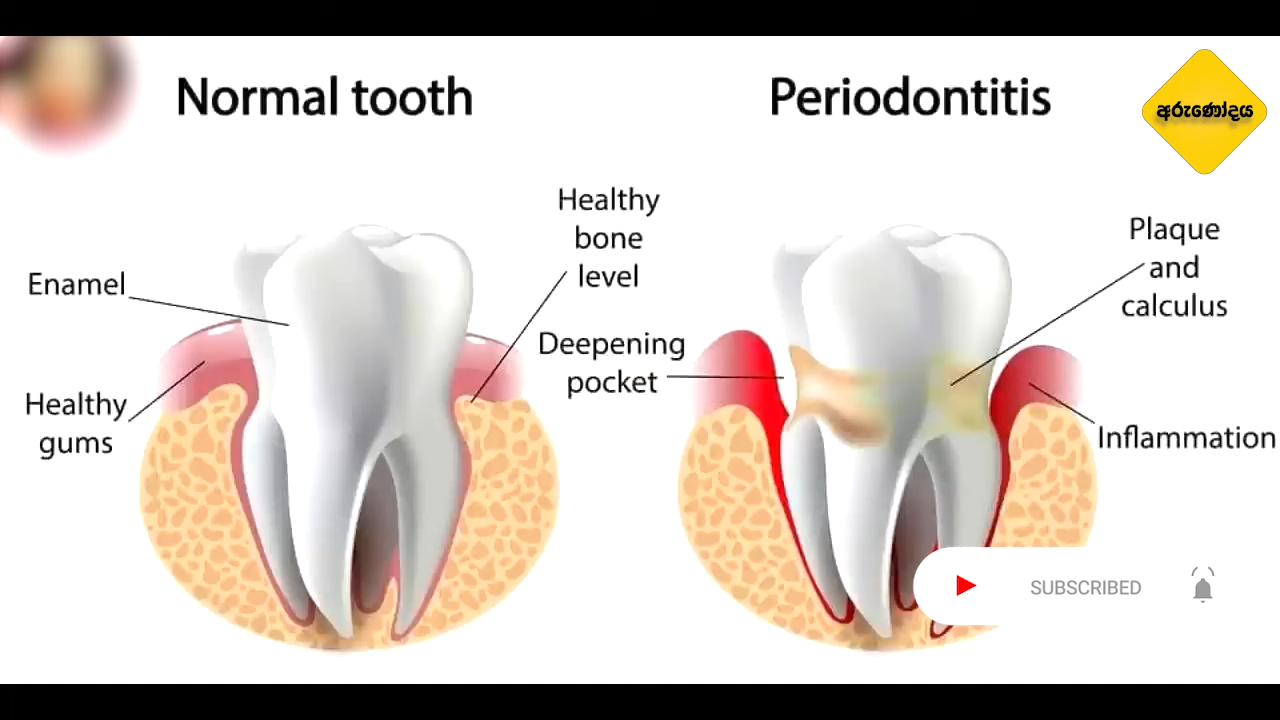 Normal tooth
Periodontitis
අරුණෝදය
Healthy
bone
level
Enamel
Healthy
gums
Deepening
pocket
Plaque
and
calculus
Inflammation
SUBSCRIBED